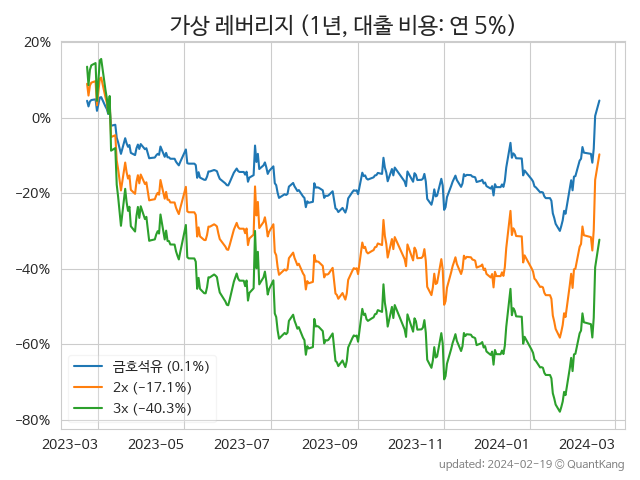 가상 레버리지 (1년, 대출 비용: 연 5%)
20%
0%
−20%
−40%
−60%
−80%
금호석유 (0.1%)
2x (−17.1%)
3x (−40.3%)
2023-03 2023-05 2023-07 2023-09 2023-11 2024-01 2024-03
updated: 2024-02-19 © QuantKang